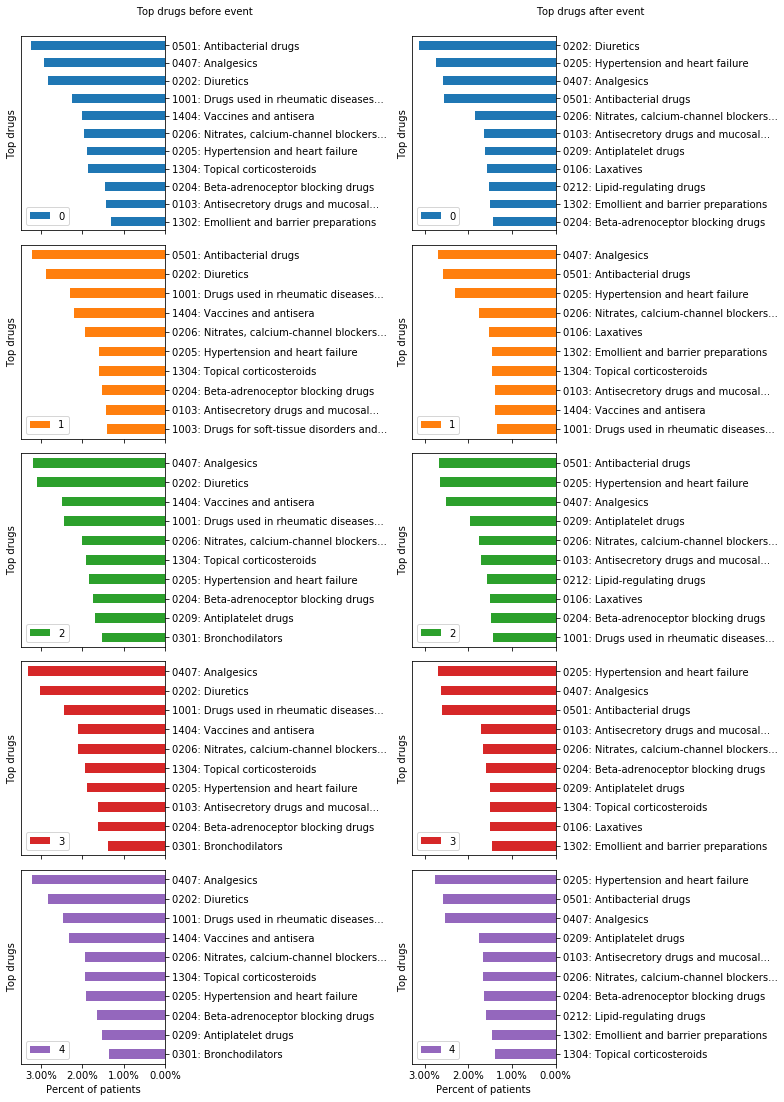 Top drugs before event
Top drugs
0501: Antibacterial drugs
0407: Analgesics
0202: Diuretics
1001: Drugs used in rheumatic diseases...
1404: Vaccines and antisera
0206: Nitrates, calcium-channel blockers...
0205: Hypertension and heart failure
1304: Topical corticosteroids
0204: Beta-adrenoceptor blocking drugs
0103: Antisecretory drugs and mucosal...
1302: Emollient and barrier preparations
0
Top drugs
0501: Antibacterial drugs
0202: Diuretics
1001: Drugs used in rheumatic diseases...
1404: Vaccines and antisera
0206: Nitrates, calcium-channel blockers...
0205: Hypertension and heart failure
1304: Topical corticosteroids
0204: Beta-adrenoceptor blocking drugs
0103: Antisecretory drugs and mucosal...
1003: Drugs for soft-tissue disorders and...
1
Top drugs
0407: Analgesics
0202: Diuretics
1404: Vaccines and antisera
1001: Drugs used in rheumatic diseases...
0206: Nitrates, calcium-channel blockers...
1304: Topical corticosteroids
0205: Hypertension and heart failure
0204: Beta-adrenoceptor blocking drugs
0209: Antiplatelet drugs
0301: Bronchodilators
2
Top drugs
0407: Analgesics
0202: Diuretics
1001: Drugs used in rheumatic diseases...
1404: Vaccines and antisera
0206: Nitrates, calcium-channel blockers...
1304: Topical corticosteroids
0205: Hypertension and heart failure
0103: Antisecretory drugs and mucosal...
0204: Beta-adrenoceptor blocking drugs
0301: Bronchodilators
3
Top drugs
0407: Analgesics
0202: Diuretics
1001: Drugs used in rheumatic diseases...
1404: Vaccines and antisera
0206: Nitrates, calcium-channel blockers...
1304: Topical corticosteroids
0205: Hypertension and heart failure
0204: Beta-adrenoceptor blocking drugs
0209: Antiplatelet drugs
0301: Bronchodilators
4
3.00% 2.00% 1.00% 0.00%
Percent of patients
Top drugs after event
Top drugs
0202: Diuretics
0205: Hypertension and heart failure
0407: Analgesics
0501: Antibacterial drugs
0206: Nitrates, calcium-channel blockers...
0103: Antisecretory drugs and mucosal...
0209: Antiplatelet drugs
0106: Laxatives
0212: Lipid-regulating drugs
1302: Emollient and barrier preparations
0204: Beta-adrenoceptor blocking drugs
0
Top drugs
0407: Analgesics
0501: Antibacterial drugs
0205: Hypertension and heart failure
0206: Nitrates, calcium-channel blockers...
0106: Laxatives
1302: Emollient and barrier preparations
1304: Topical corticosteroids
0103: Antisecretory drugs and mucosal...
1404: Vaccines and antisera
1001: Drugs used in rheumatic diseases...
1
Top drugs
0501: Antibacterial drugs
0205: Hypertension and heart failure
0407: Analgesics
0209: Antiplatelet drugs
0206: Nitrates, calcium-channel blockers...
0103: Antisecretory drugs and mucosal...
0212: Lipid-regulating drugs
0106: Laxatives
0204: Beta-adrenoceptor blocking drugs
1001: Drugs used in rheumatic diseases...
2
Top drugs
0205: Hypertension and heart failure
0407: Analgesics
0501: Antibacterial drugs
0103: Antisecretory drugs and mucosal...
0206: Nitrates, calcium-channel blockers...
0204: Beta-adrenoceptor blocking drugs
0209: Antiplatelet drugs
1304: Topical corticosteroids
0106: Laxatives
1302: Emollient and barrier preparations
3
Top drugs
0205: Hypertension and heart failure
0501: Antibacterial drugs
0407: Analgesics
0209: Antiplatelet drugs
0103: Antisecretory drugs and mucosal...
0206: Nitrates, calcium-channel blockers...
0204: Beta-adrenoceptor blocking drugs
0212: Lipid-regulating drugs
1302: Emollient and barrier preparations
1304: Topical corticosteroids
4
3.00% 2.00% 1.00% 0.00%
Percent of patients